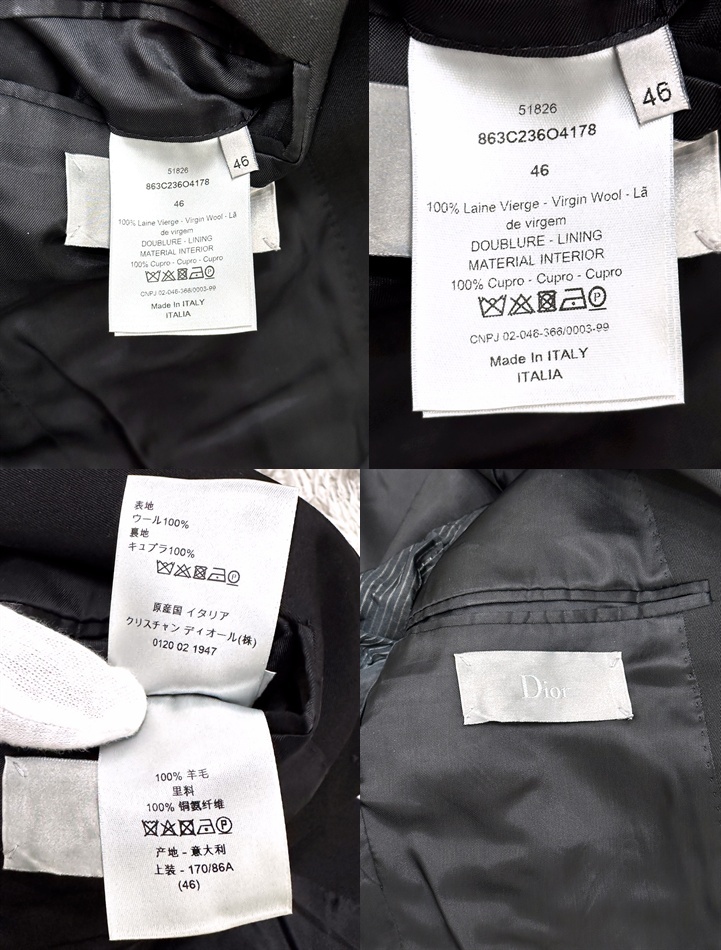 51826
863C236O4178
46
46
100% Laine Vierge - Virgin Wool - Lã
de virgem
DOUBLURE - LINING
MATERIAL INTERIOR
100% Cupro - Cupro - Cupro
CNPJ 02-046-366/0003-99
Made In ITALY
ITALIA
51826
863C236O4178
46
46
100% Laine Vierge - Virgin Wool - Lã
de virgem
DOUBLURE - LINING
MATERIAL INTERIOR
100% Cupro - Cupro - Cupro
CNPJ 02-046-366/0003-99
Made In ITALY
ITALIA
表地
ウール100%
裏地
キュプラ100%
原産国 イタリア
クリスチャン ディオール(株)
0120 02 1947
100% 羊毛
里料
100% 铜氨纤维
产地 - 意大利
上装 - 170/86A
(46)
Dior